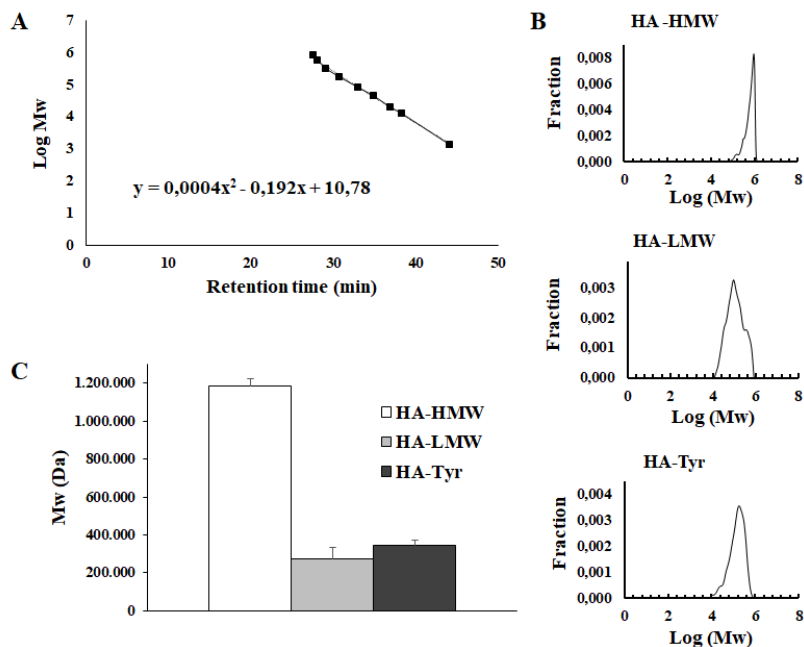 A
7
6
5
4
3
2
1
0
Log Mw
y = 0,0004x² - 0,192x + 10,78
0 10 20 30 40 50
Retention time (min)
B
HA -HMW
0,008
0,006
0,004
0,002
0,000
Fraction
0 2 4 6 8
Log (Mw)
HA-LMW
0,003
0,002
0,001
0,000
Fraction
0 2 4 6 8
Log (Mw)
HA-Tyr
0,004
0,003
0,002
0,001
0,000
Fraction
0 2 4 6 8
Log (Mw)
C
1.200.000
1.000.000
800.000
600.000
400.000
200.000
0
Mw (Da)
HA-HMW
HA-LMW
HA-Tyr